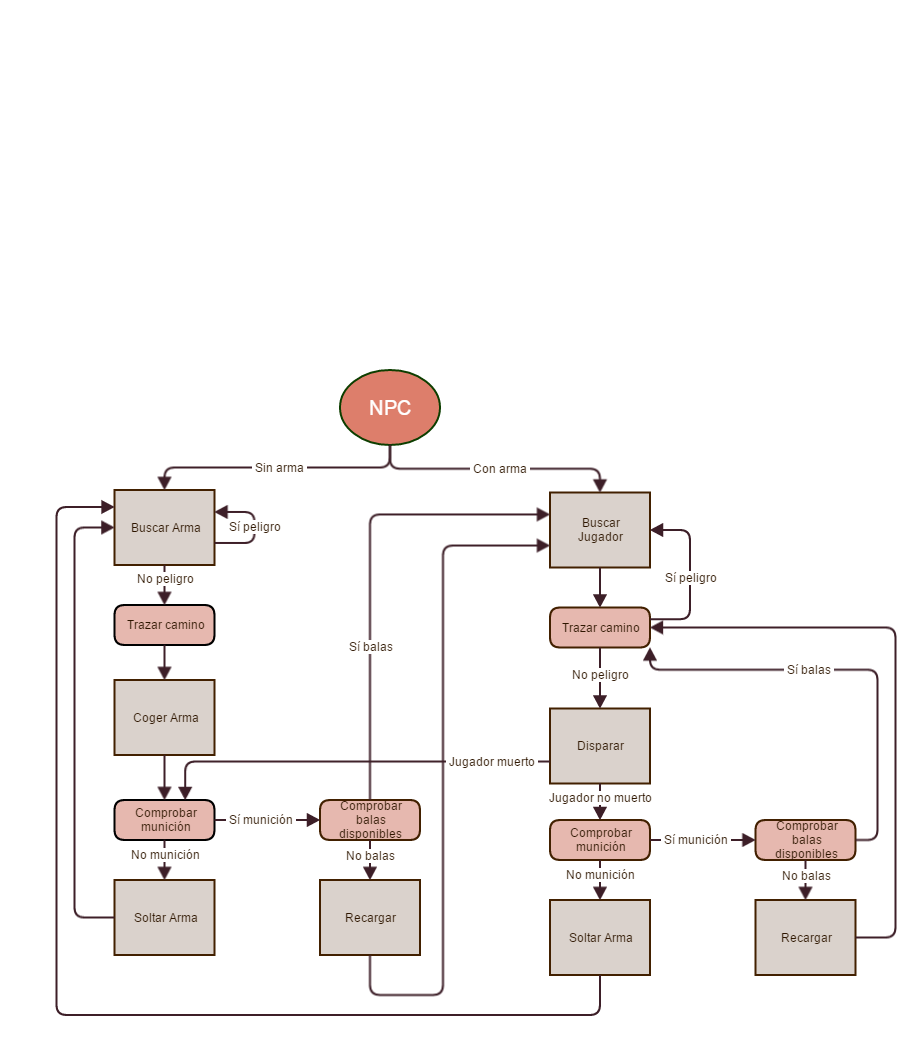 NPC
Sin arma
Con arma
Buscar Arma
Sí peligro
Buscar
Jugador
No peligro
Sí peligro
Trazar camino
Trazar camino
Sí balas
No peligro
Sí balas
Coger Arma
Disparar
Jugador muerto
Jugador no muerto
Comprobar
munición
Sí munición
Comprobar
balas
disponibles
Comprobar
munición
Sí munición
Comprobar
balas
disponibles
No munición
No balas
No munición
No balas
Soltar Arma
Recargar
Soltar Arma
Recargar